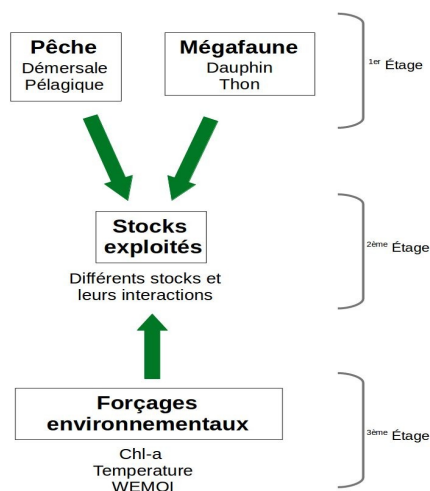 Pêche
Démersale
Pélagique
Mégafaune
Dauphin
Thon
1er Étage
Stocks
exploités
Différents stocks et
leurs interactions
2ème Étage
Forçages
environnementaux
Chl-a
Temperature
WEMOI
3ème Étage